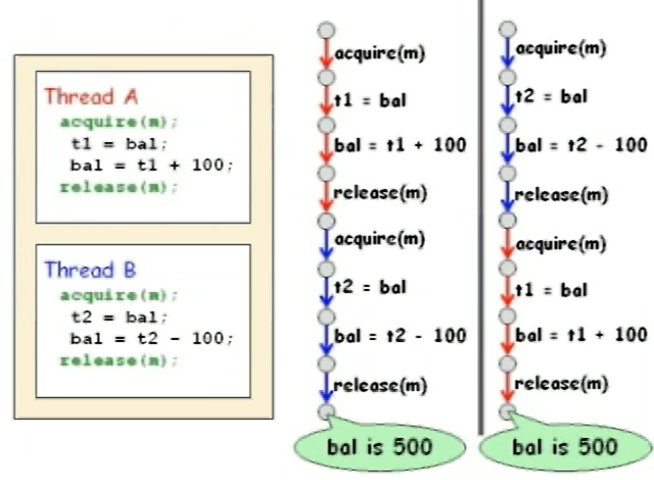 Thread A
acquire(m);
t1 = bal;
bal = t1 + 100;
release(m);
Thread B
acquire(m);
t2 = bal;
bal = t2 - 100;
release(m);
acquire(m)
t1 = bal
bal = t1 + 100
release(m)
acquire(m)
t2 = bal
bal = t2 - 100
release(m)
bal is 500
acquire(m)
t2 = bal
bal = t2 - 100
release(m)
acquire(m)
t1 = bal
bal = t1 + 100
release(m)
bal is 500